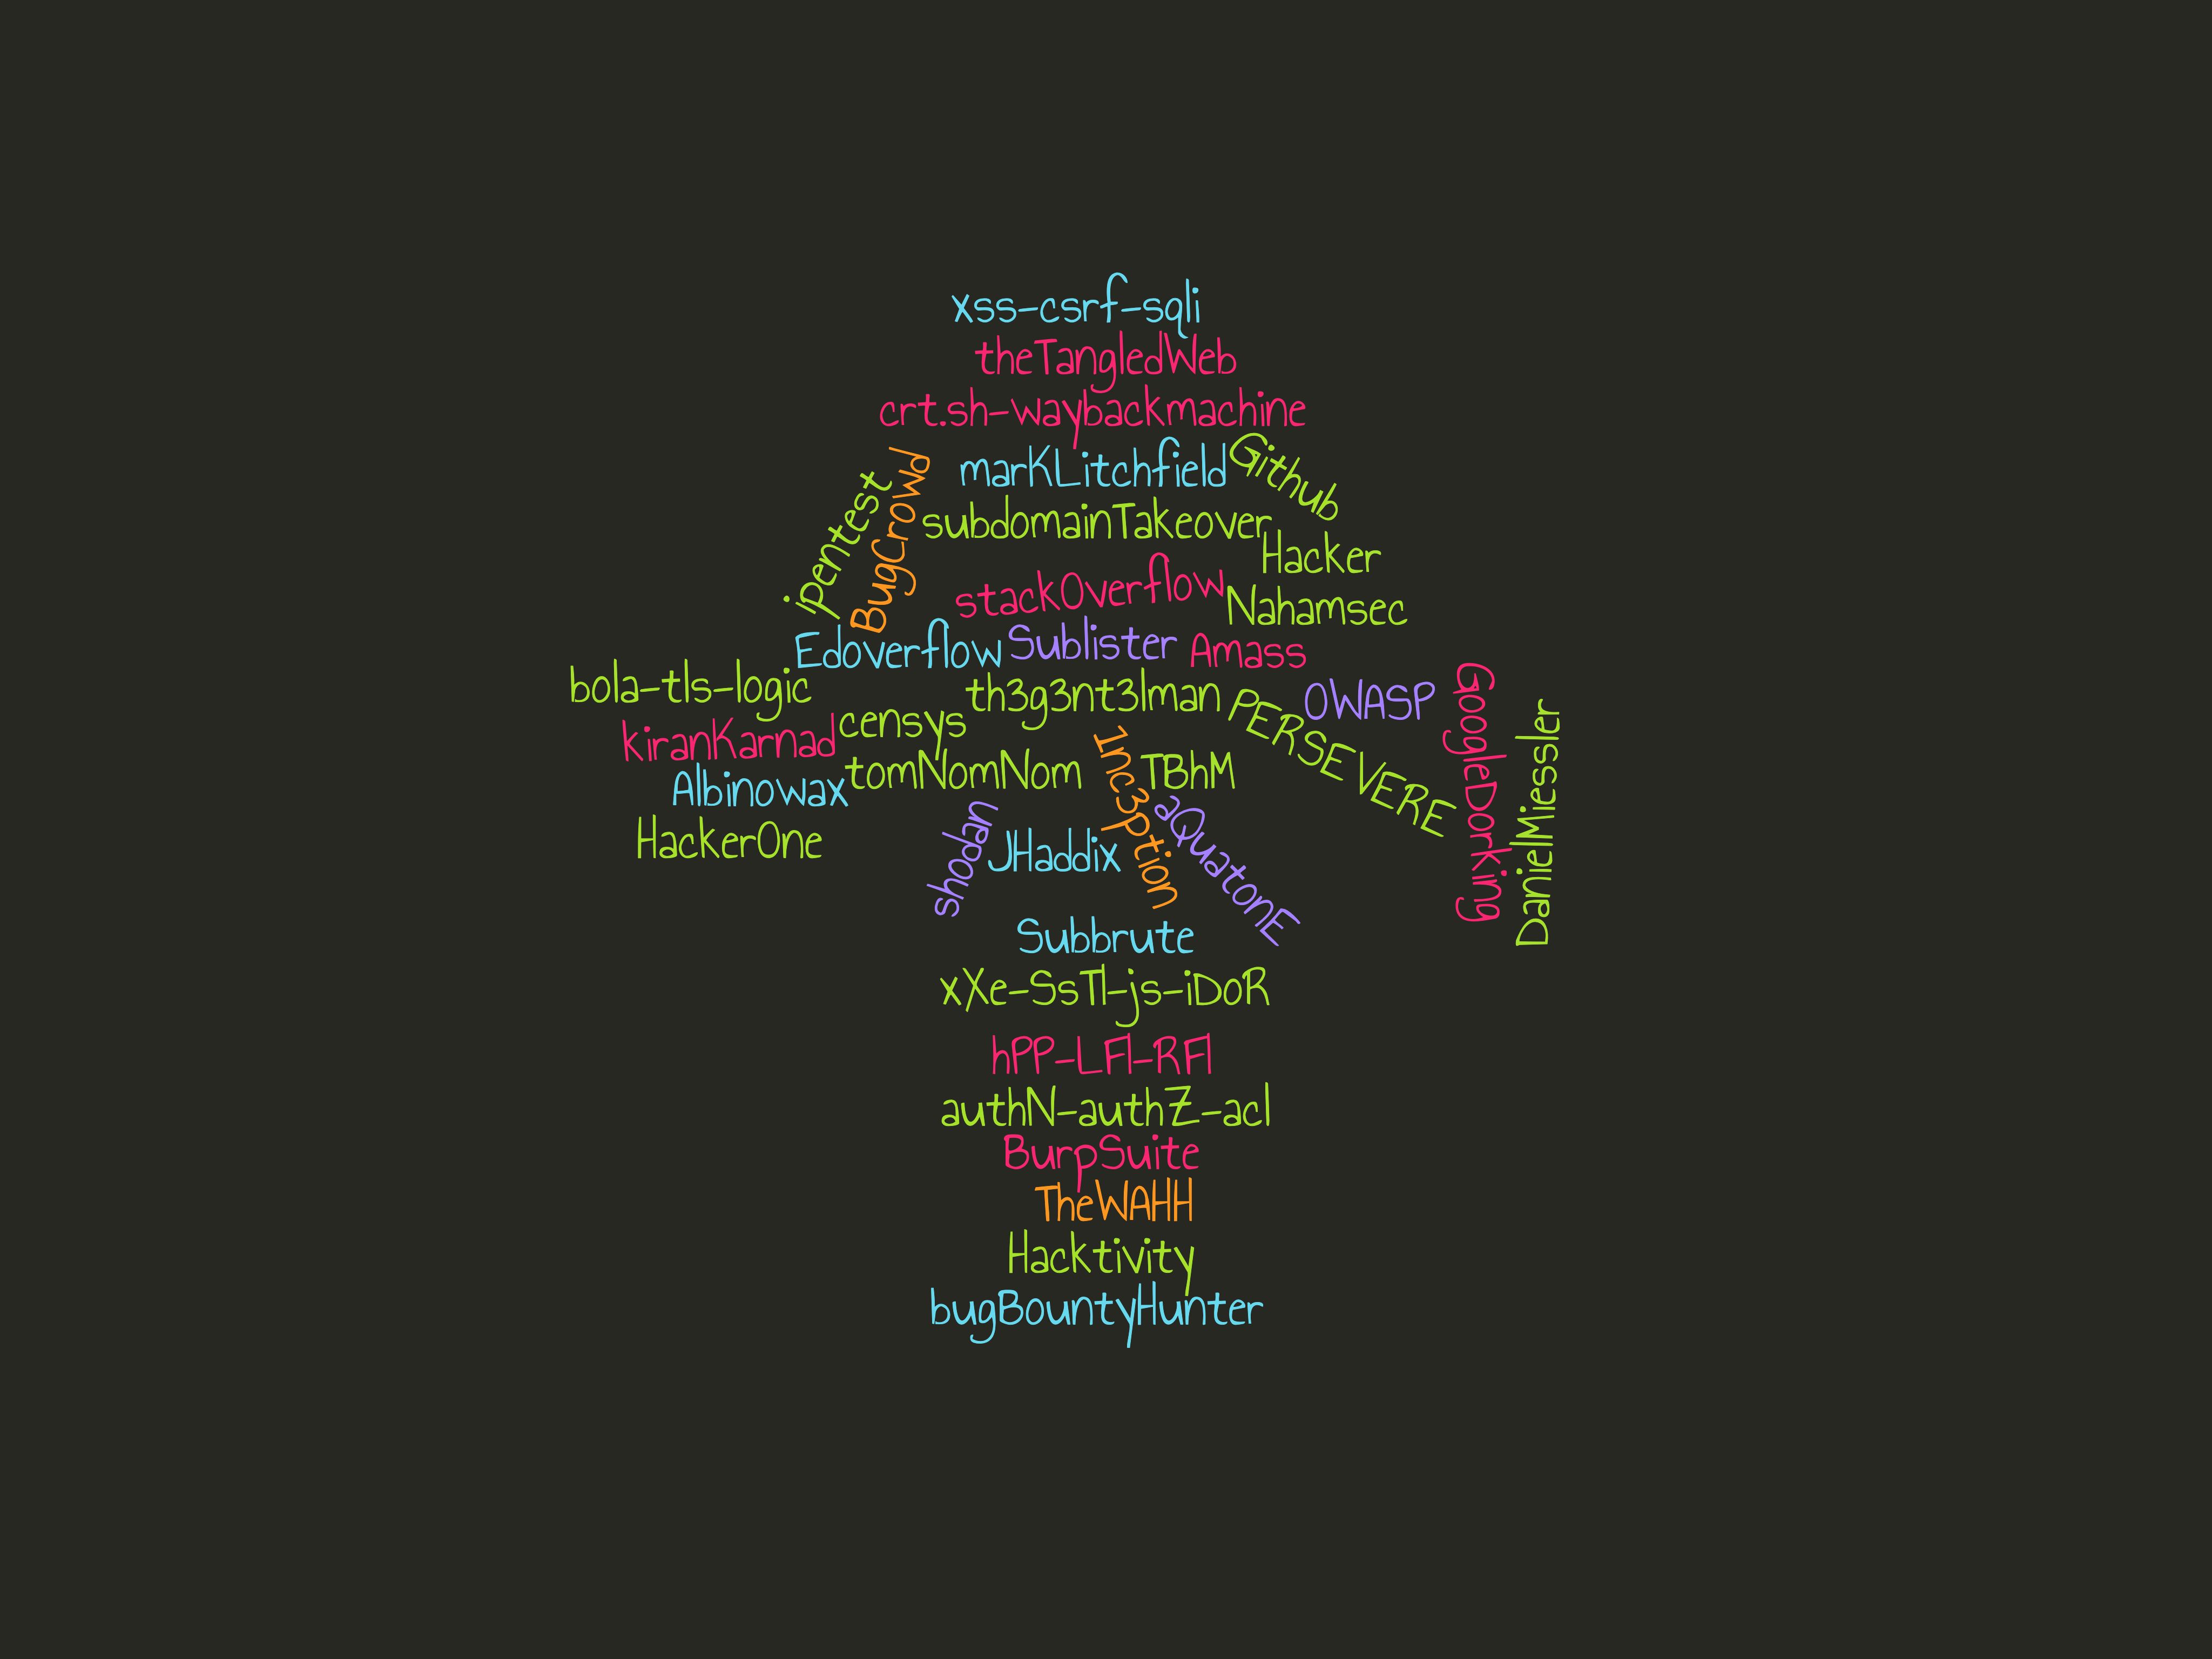 xss-csrf-sqli
theTangledWeb
crt.sh-waybackmachine
marKLitchfield
Github
ipentest
BugCrowd
subdomainTakeover
Hacker
stackOverflow
Nahamsec
Edoverflow
Sublister
Amass
bola-tls-logic
th3g3nt3lman
OWASP
PERSEVERE
GoogleDorking
DanielMiessler
kiranKarnad
censys
Albinowax
tomNomNom
1nc3ption
TBhM
HackerOne
shodan
JHaddix
aQuatonE
Subbrute
xXe-SsTI-js-iDoR
hPP-LFI-RFI
authN-authZ-acl
BurpSuite
TheWAHH
Hacktivity
bugBountyHunter